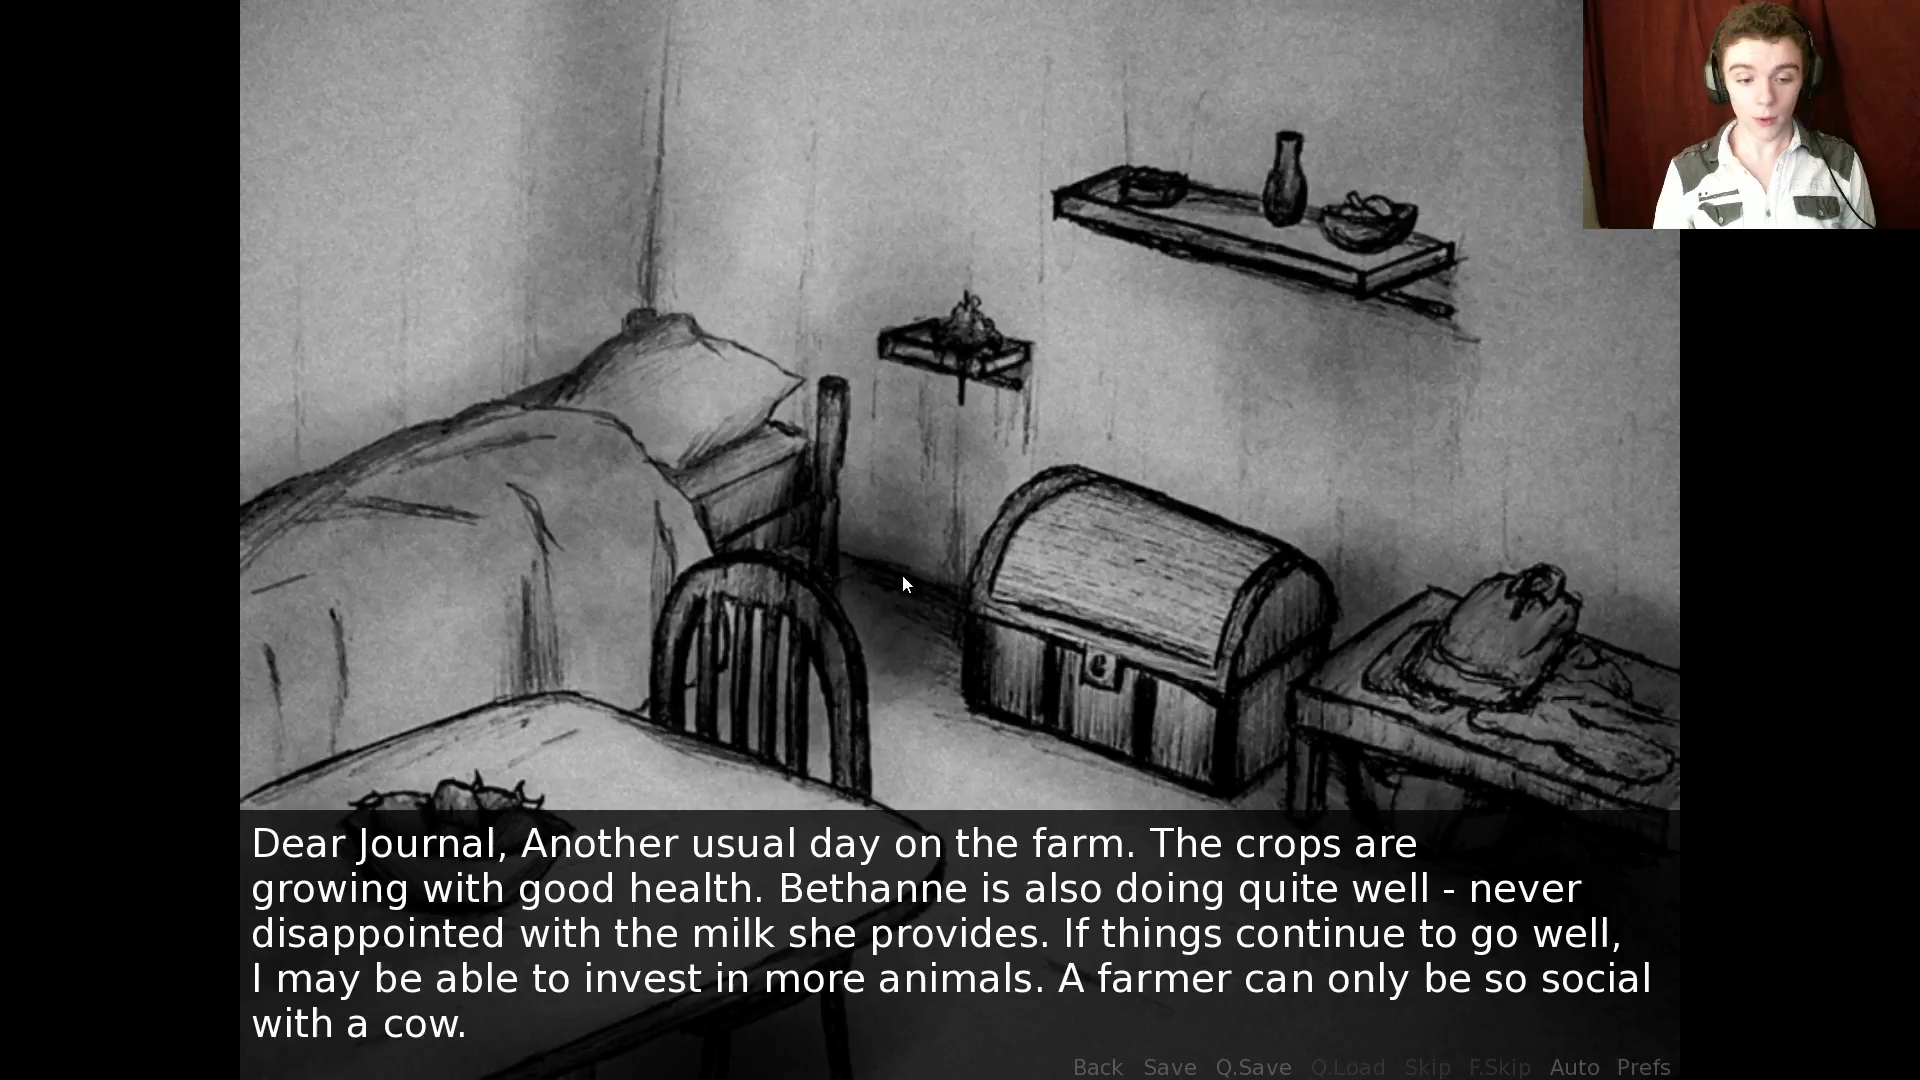 Dear Journal, Another usual day on the farm. The crops are
growing with good health. Bethanne is also doing quite well - never
disappointed with the milk she provides. If things continue to go well,
I may be able to invest in more animals. A farmer can only be so social
with a cow.
Back Save Q.Save Q.Load Skip F.Skip Auto Prefs